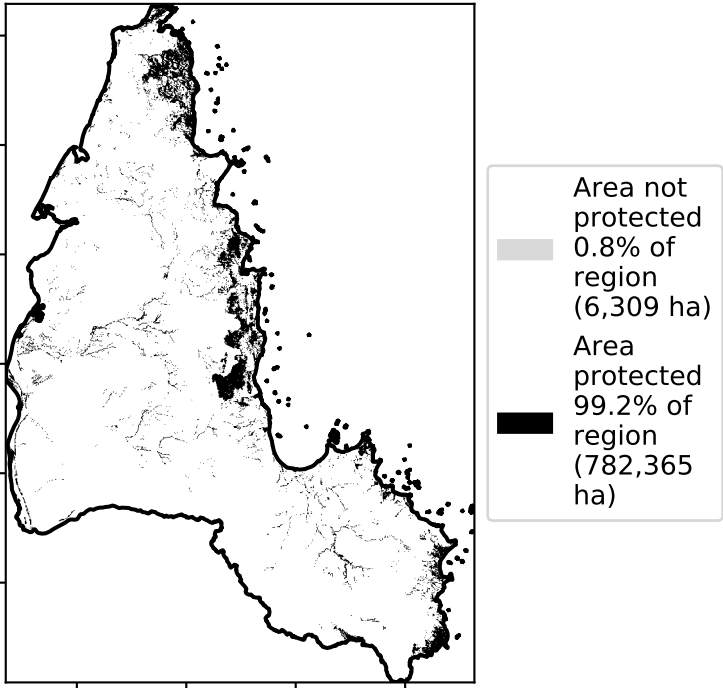 Area not
protected
0.8% of
region
(6,309 ha)
Area
protected
99.2% of
region
(782,365
ha)